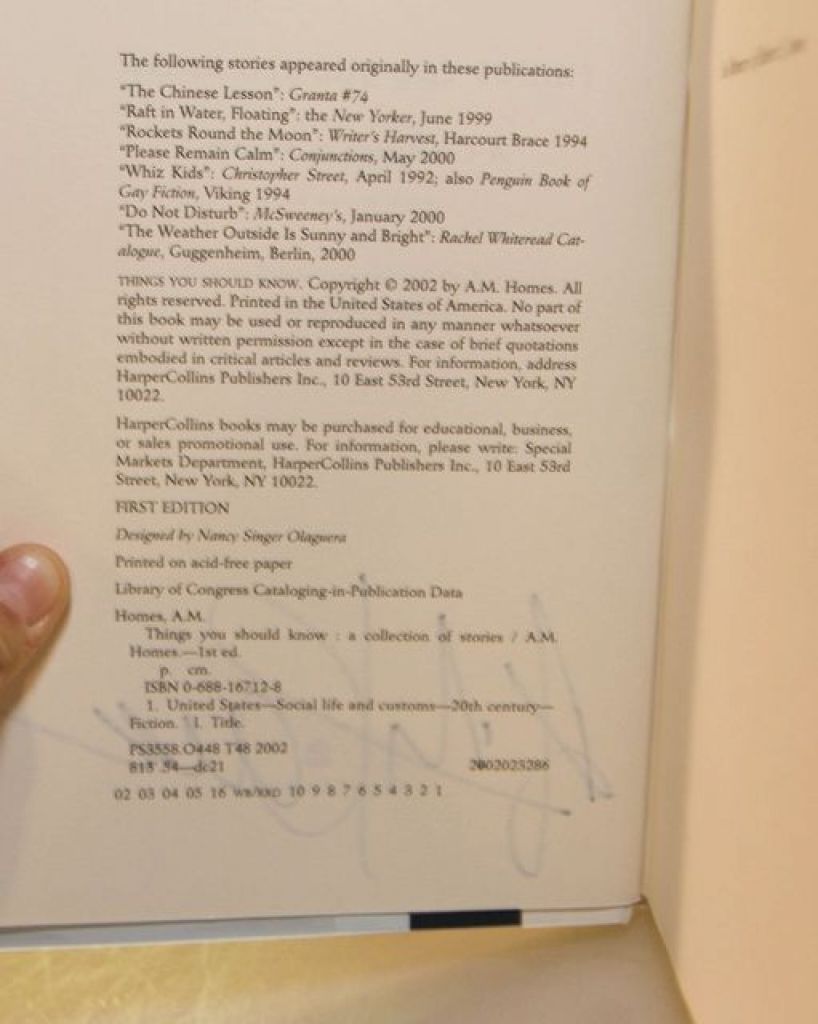 The following stories appeared originally in these publications:
"The Chinese Lesson": Granta #74
"Raft in Water, Floating": the New Yorker, June 1999
"Rockets Round the Moon": Writer's Harvest, Harcourt Brace 1994
"Please Remain Calm": Conjunctions, May 2000
"Whiz Kids": Christopher Street, April 1992; also Penguin Book of
Gay Fiction, Viking 1994
"Do Not Disturb": McSweeney's, January 2000
"The Weather Outside Is Sunny and Bright": Rachel Whiteread Cat-
alogue, Guggenheim, Berlin, 2000
THINGS YOU SHOULD KNOW. Copyright © 2002 by A.M. Homes. All
rights reserved. Printed in the United States of America. No part of
this book may be used or reproduced in any manner whatsoever
without written permission except in the case of brief quotations
embodied in critical articles and reviews. For information, address
HarperCollins Publishers Inc., 10 East 53rd Street, New York, NY
10022.
HarperCollins books may be purchased for educational, business,
or sales promotional use. For information, please write: Special
Markets Department, HarperCollins Publishers Inc., 10 East 53rd
Street, New York, NY 10022.
FIRST EDITION
Designed by Nancy Singer Olaguera
Printed on acid-free paper
Library of Congress Cataloging-in-Publication Data
Homes, A.M.
Things you should know : a collection of stories / A.M.
Homes.—1st ed.
p. cm.
ISBN 0-688-16712-8
1. United States—Social life and customs—20th century—
Fiction. I. Title.
PS3558.O448 T48 2002
813'.54—dc21 2002023286
02 03 04 05 16 WB/RRD 10 9 8 7 6 5 4 3 2 1